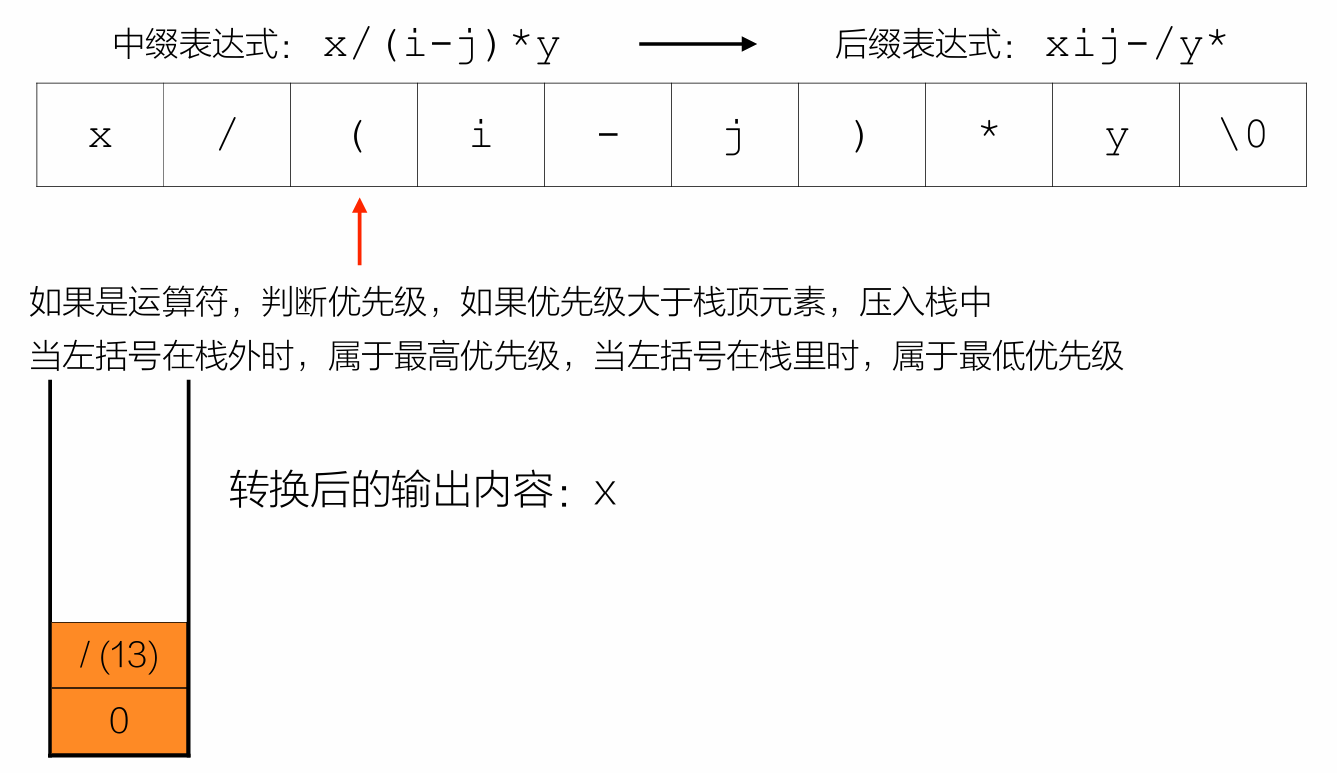 中缀表达式： x/(i-j)*y 后缀表达式： xij-/y*
x / ( i - j ) * y \0
如果是运算符，判断优先级，如果优先级大于栈顶元素，压入栈中
当左括号在栈外时，属于最高优先级，当左括号在栈里时，属于最低优先级
转换后的输出内容：x
/ (13)
0